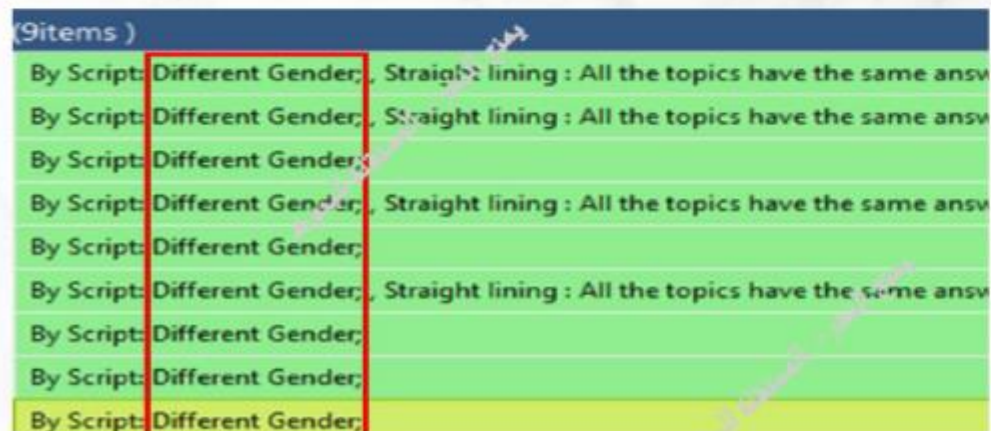 (9items )
By Script: Different Gender; , Straight lining : All the topics have the same answ
By Script: Different Gender; , Straight lining : All the topics have the same answ
By Script: Different Gender;
By Script: Different Gender; , Straight lining : All the topics have the same answ
By Script: Different Gender;
By Script: Different Gender; , Straight lining : All the topics have the same answ
By Script: Different Gender;
By Script: Different Gender;
By Script: Different Gender;